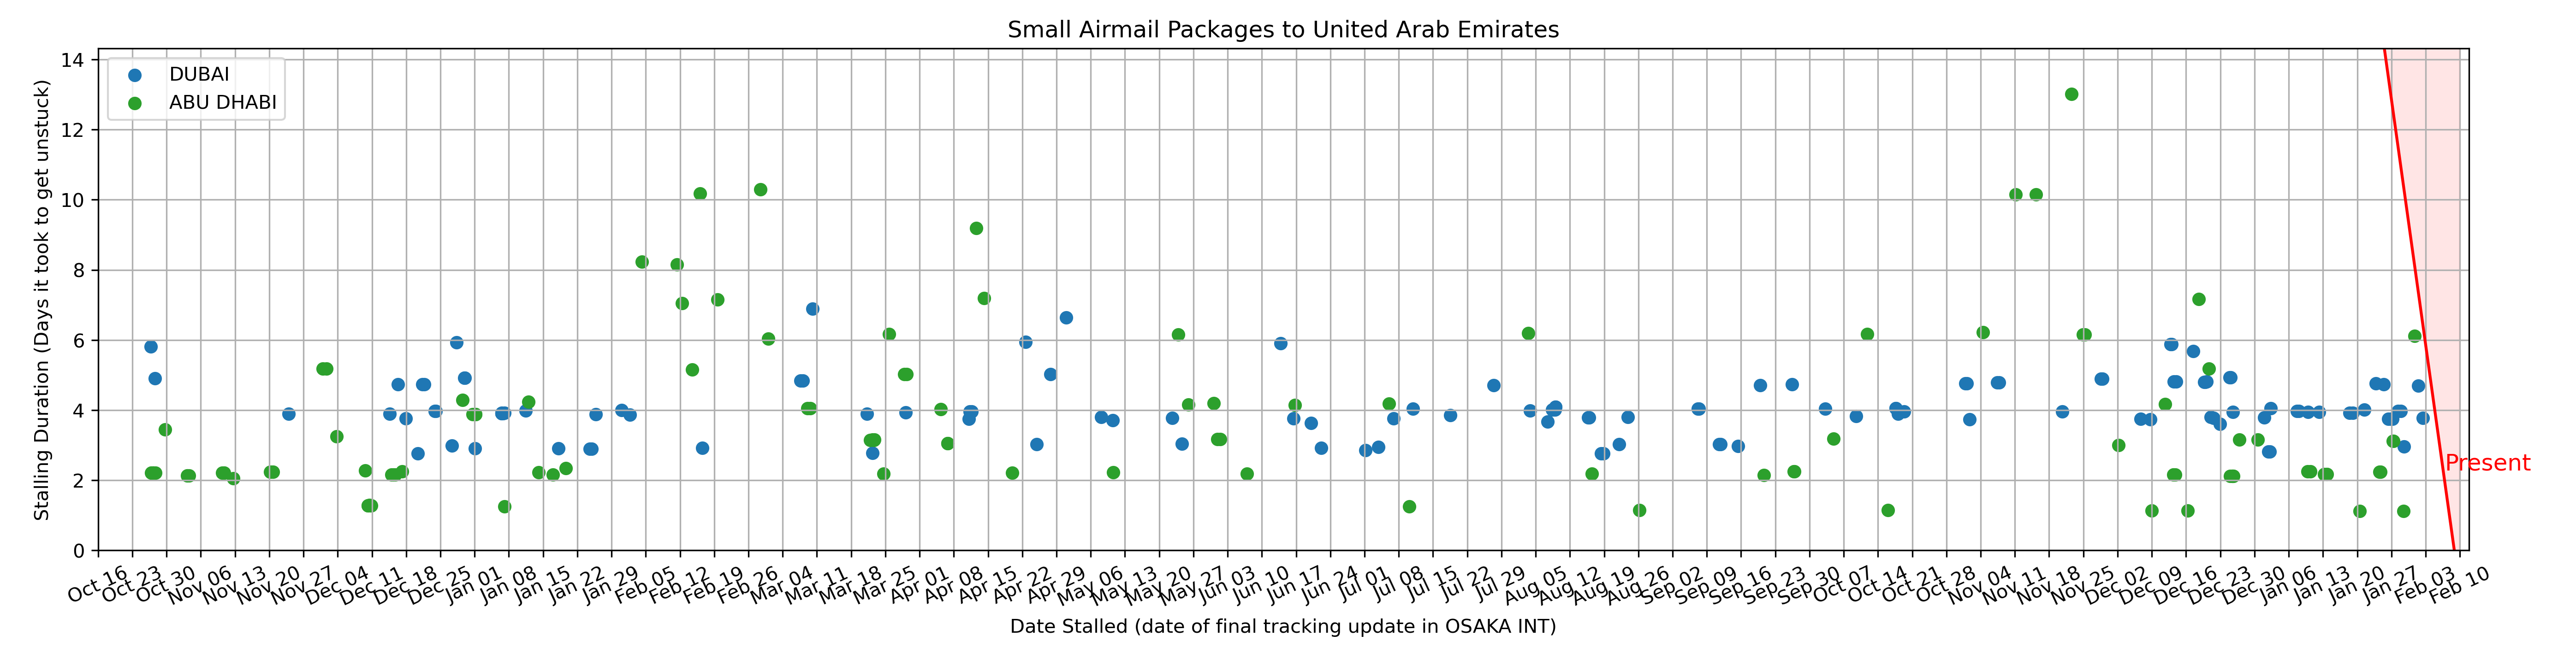 Small Airmail Packages to United Arab Emirates
DUBAI
ABU DHABI
Stalling Duration (Days it took to get unstuck)
14
12
10
8
6
4
2
0
Present
Oct 16
Oct 23
Oct 30
Nov 06
Nov 13
Nov 20
Nov 27
Dec 04
Dec 11
Dec 18
Dec 25
Jan 01
Jan 08
Jan 15
Jan 22
Jan 29
Feb 05
Feb 12
Feb 19
Feb 26
Mar 04
Mar 11
Mar 18
Mar 25
Apr 01
Apr 08
Apr 15
Apr 22
Apr 29
May 06
May 13
May 20
May 27
Jun 03
Jun 10
Jun 17
Jun 24
Jul 01
Jul 08
Jul 15
Jul 22
Jul 29
Aug 05
Aug 12
Aug 19
Aug 26
Sep 02
Sep 09
Sep 16
Sep 23
Sep 30
Oct 07
Oct 14
Oct 21
Oct 28
Nov 04
Nov 11
Nov 18
Nov 25
Dec 02
Dec 09
Dec 16
Dec 23
Dec 30
Jan 06
Jan 13
Jan 20
Jan 27
Feb 03
Feb 10
Date Stalled (date of final tracking update in OSAKA INT)